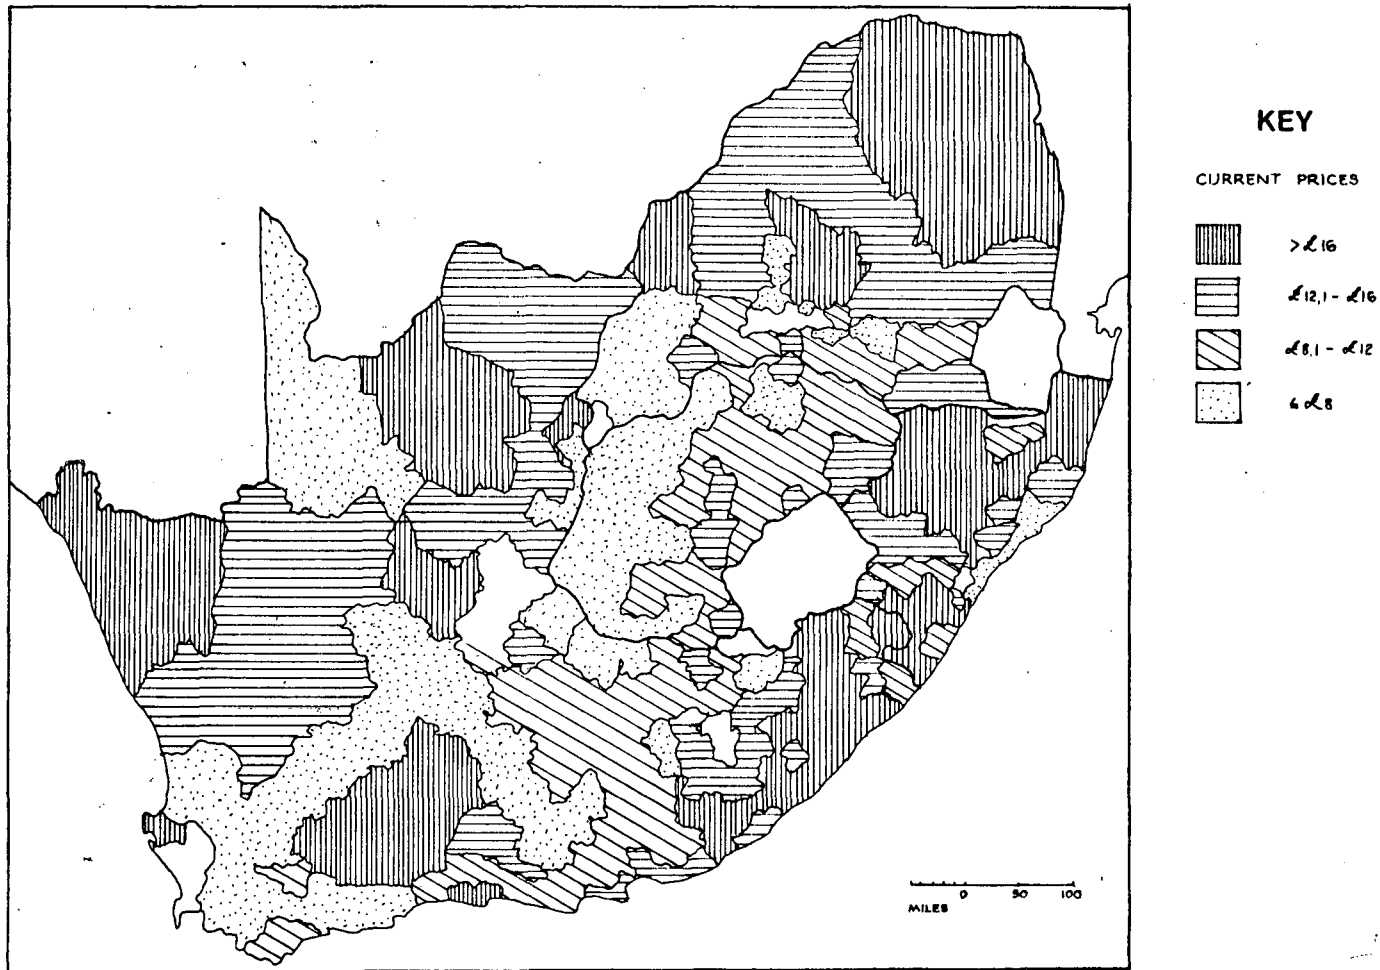 KEY
CURRENT PRICES
>£16
£12,1 - £16
£8,1 - £12
≤ £8
0 50 100
MILES